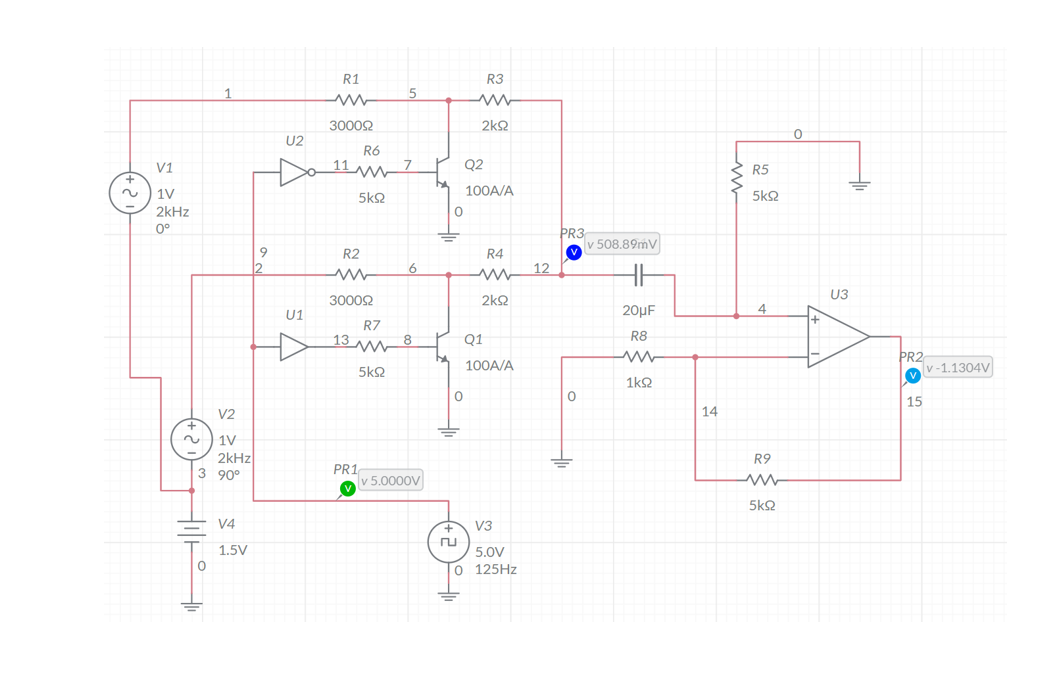 R1
R3
1
5
3000Ω
2kΩ
U2
R6
V1
1V
2kHz
0°
11
7
Q2
100A/A
5kΩ
0
0
R5
5kΩ
PR3
V
v 508.89mV
9
2
R2
6
R4
12
3000Ω
2kΩ
20µF
4
U3
+
−
U1
R7
13
8
Q1
100A/A
5kΩ
0
R8
1kΩ
0
14
PR2
V
v -1.1304V
15
V2
1V
2kHz
90°
3
R9
5kΩ
PR1
V
v 5.0000V
V4
1.5V
0
V3
5.0V
125Hz
0